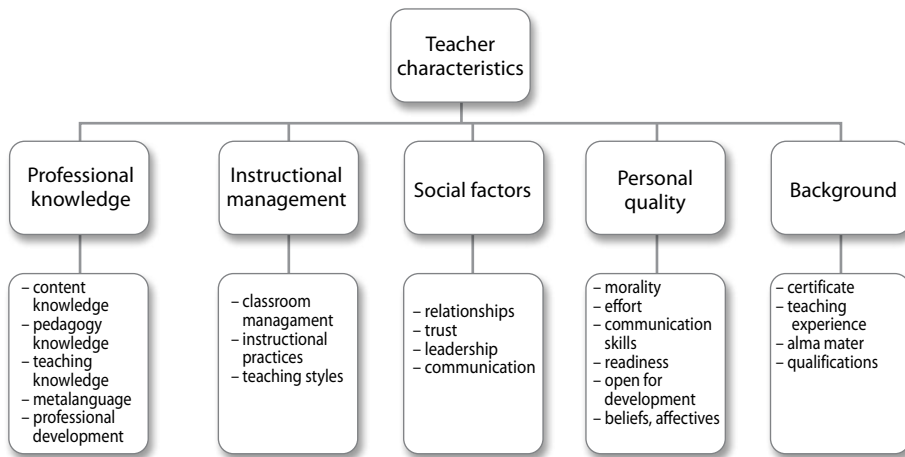 Teacher
characteristics
Professional
knowledge
Instructional
management
Social factors
Personal
quality
Background
– content
knowledge
– pedagogy
knowledge
– teaching
knowledge
– metalanguage
– professional
development
– classroom
managament
– instructional
practices
– teaching styles
– relationships
– trust
– leadership
– communication
– morality
– effort
– communication
skills
– readiness
– open for
development
– beliefs, affectives
– certificate
– teaching
experience
– alma mater
– qualifications